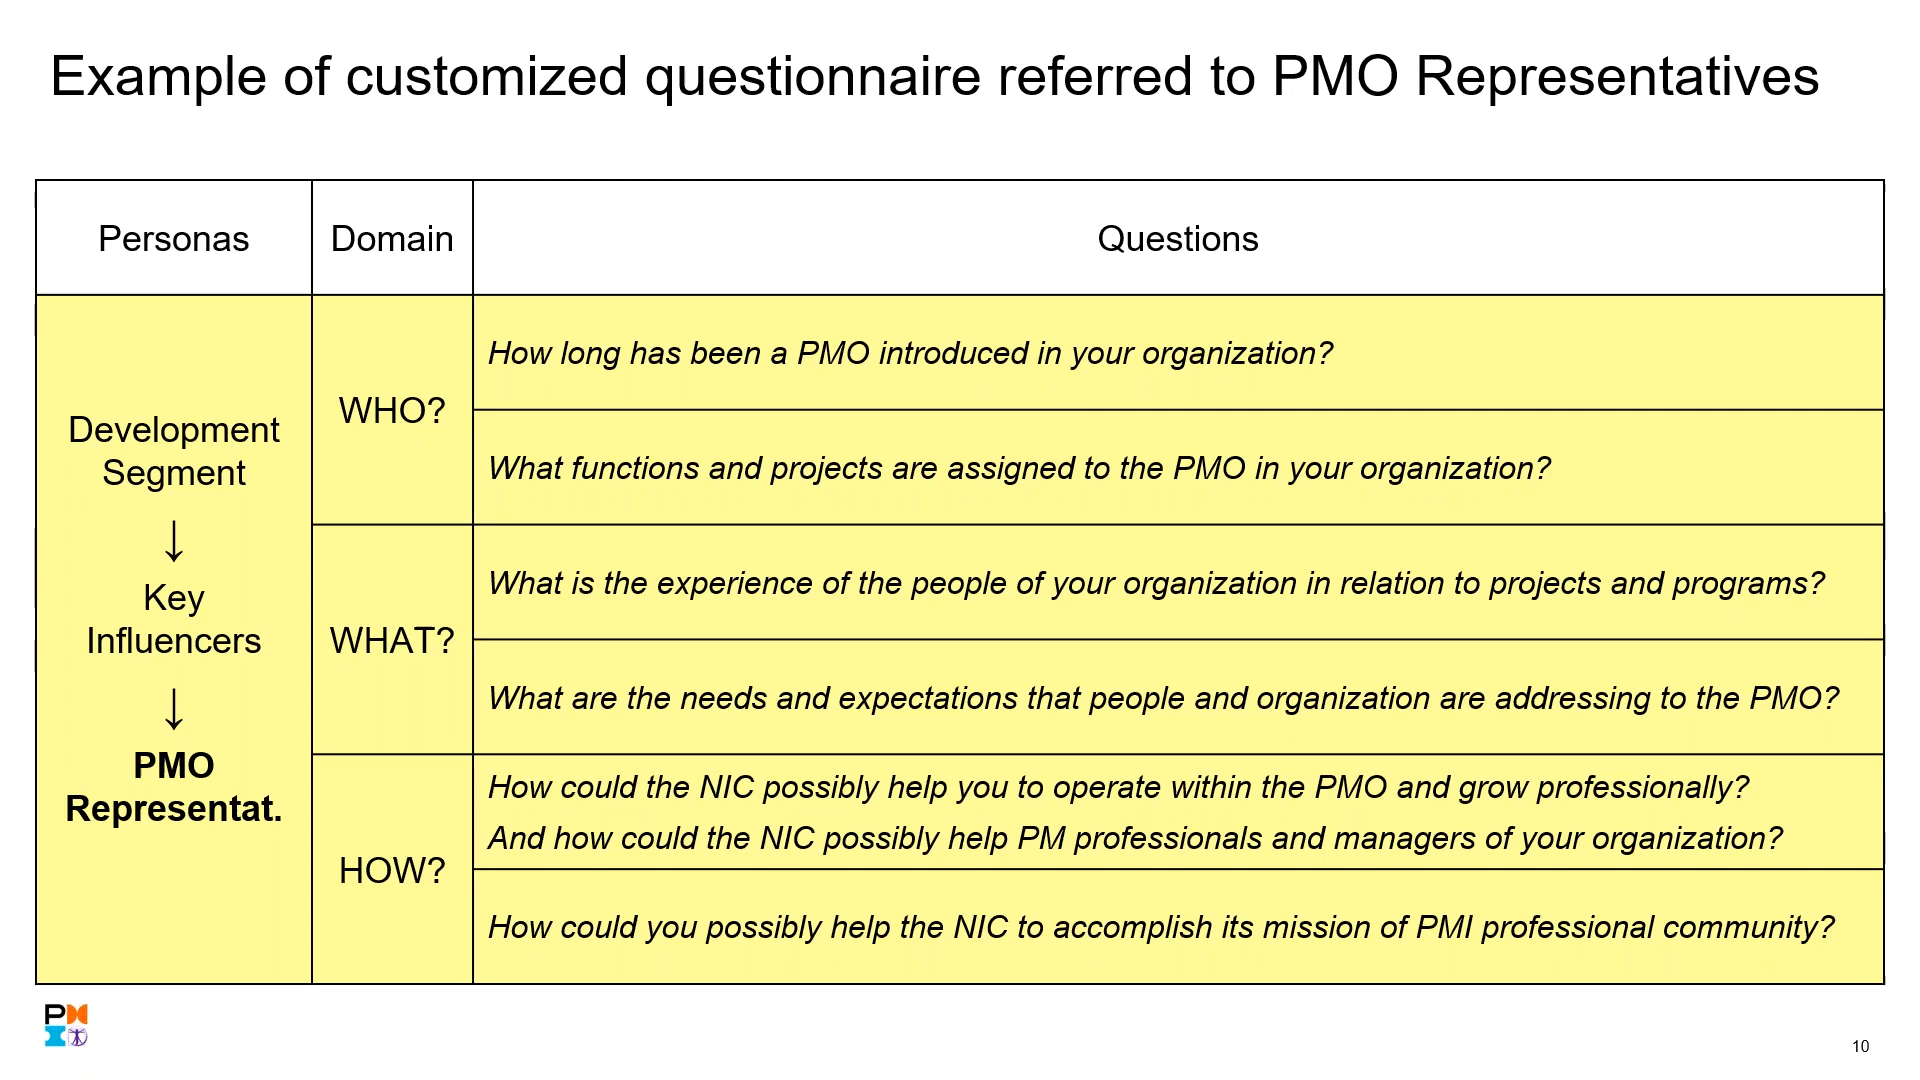 Example of customized questionnaire referred to PMO Representatives
Personas
Domain
Questions
Development
Segment
↓
Key
Influencers
↓
PMO
Representat.
WHO?
How long has been a PMO introduced in your organization?
What functions and projects are assigned to the PMO in your organization?
WHAT?
What is the experience of the people of your organization in relation to projects and programs?
What are the needs and expectations that people and organization are addressing to the PMO?
HOW?
How could the NIC possibly help you to operate within the PMO and grow professionally?
And how could the NIC possibly help PM professionals and managers of your organization?
How could you possibly help the NIC to accomplish its mission of PMI professional community?
10